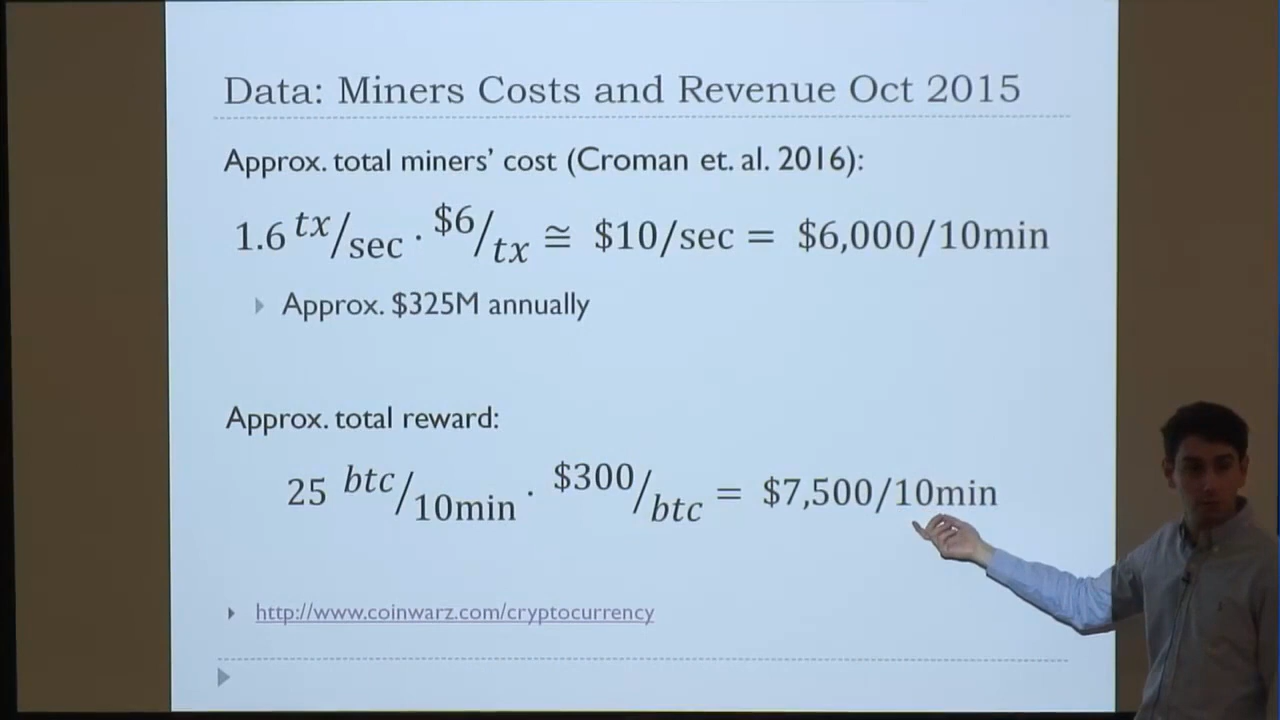 Data: Miners Costs and Revenue Oct 2015
Approx. total miners' cost (Croman et. al. 2016):
1.6 tx/sec · $6/tx ≅ $10/sec = $6,000/10min
Approx. $325M annually
Approx. total reward:
25 btc/10min · $300/btc = $7,500/10min
http://www.coinwarz.com/cryptocurrency